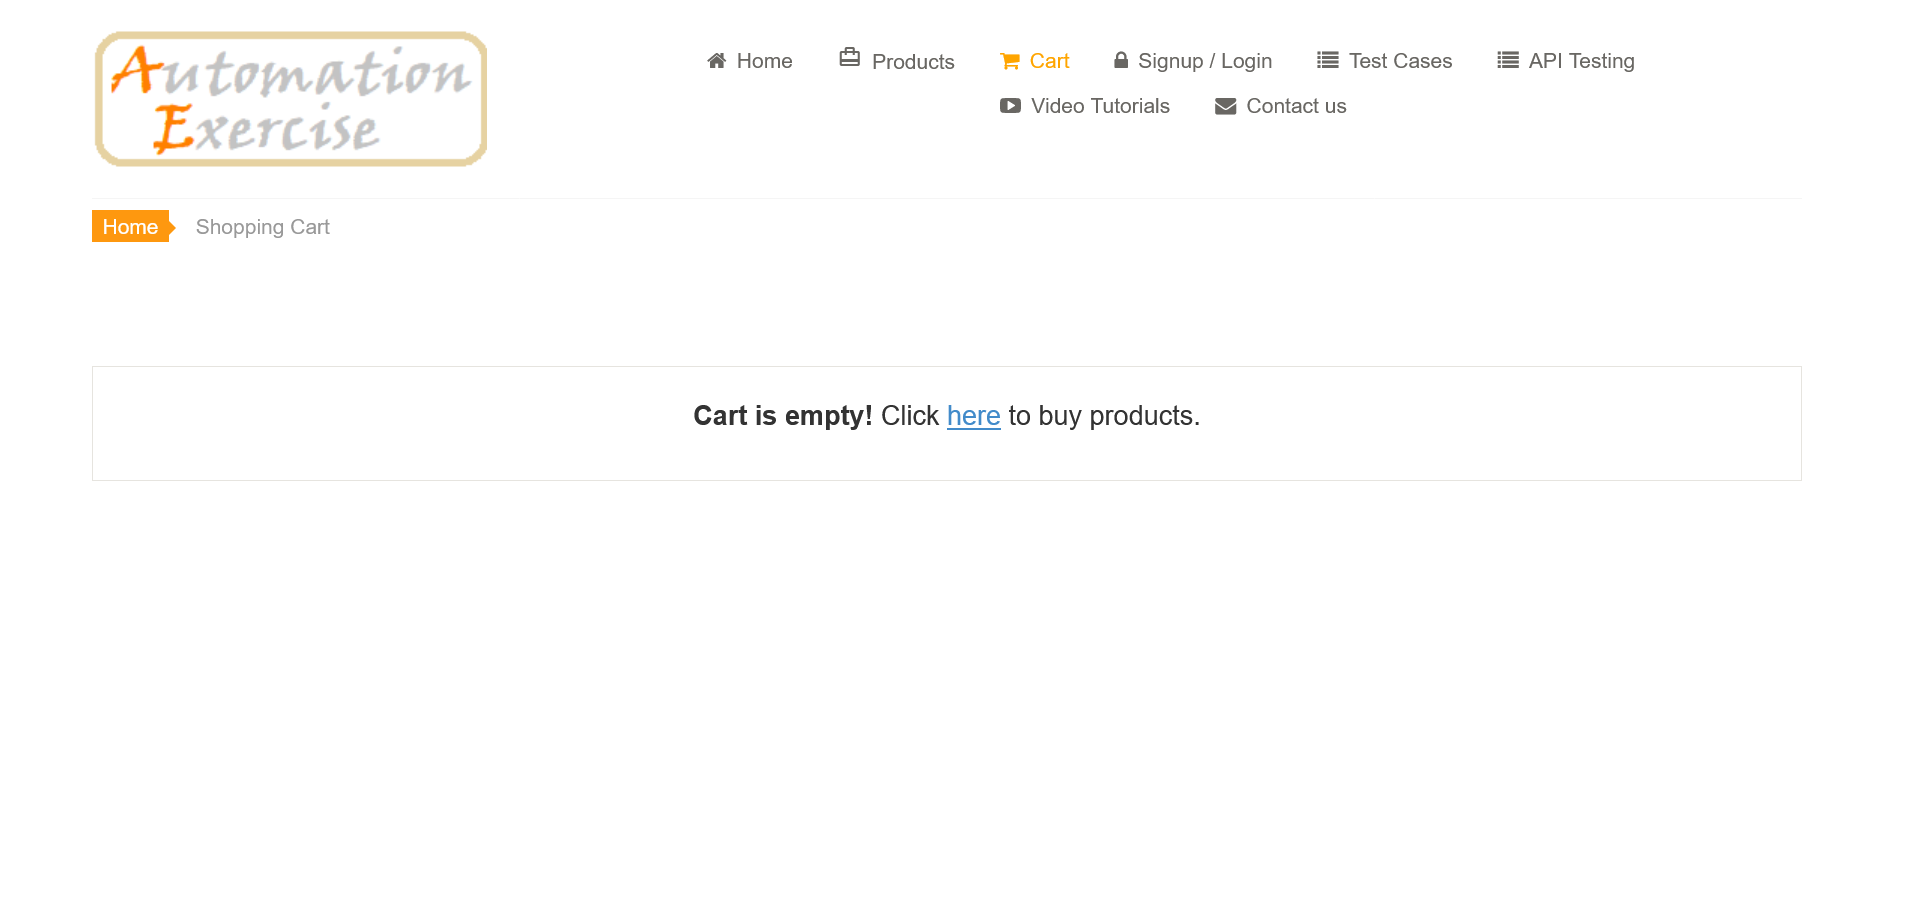 Automation
Exercise
Home Products Cart Signup / Login Test Cases API Testing
Video Tutorials Contact us
Home Shopping Cart
Cart is empty! Click here to buy products.